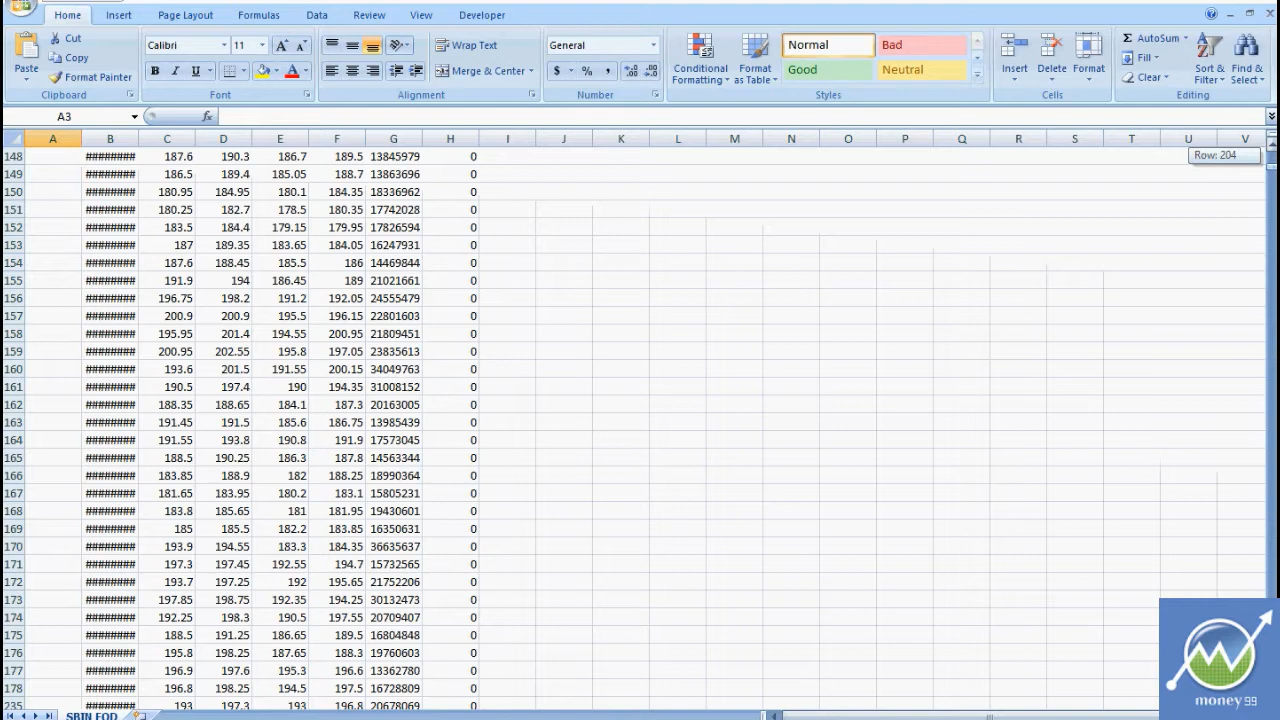 Home Insert Page Layout Formulas Data Review View Developer
Paste Cut Copy Format Painter Clipboard
Calibri 11 B I U A A A Font
Wrap Text Merge & Center Alignment
General $ % , Number
Conditional Formatting Format as Table Normal Bad Good Neutral Styles
Insert Delete Format Cells
Σ AutoSum Fill Clear Sort & Filter Find & Select Editing
A3 fx
A B C D E F G H I J K L M N O P Q R S T U V
Row: 204
148 ######## 187.6 190.3 186.7 189.5 13845979 0
149 ######## 186.5 189.4 185.05 188.7 13863696 0
150 ######## 180.95 184.95 180.1 184.35 18336962 0
151 ######## 180.25 182.7 178.5 180.35 17742028 0
152 ######## 183.5 184.4 179.15 179.95 17826594 0
153 ######## 187 189.35 183.65 184.05 16247931 0
154 ######## 187.6 188.45 185.5 186 14469844 0
155 ######## 191.9 194 186.45 189 21021661 0
156 ######## 196.75 198.2 191.2 192.05 24555479 0
157 ######## 200.9 200.9 195.5 196.15 22801603 0
158 ######## 195.95 201.4 194.55 200.95 21809451 0
159 ######## 200.95 202.55 195.8 197.05 23835613 0
160 ######## 193.6 201.5 191.55 200.15 34049763 0
161 ######## 190.5 197.4 190 194.35 31008152 0
162 ######## 188.35 188.65 184.1 187.3 20163005 0
163 ######## 191.45 191.5 185.6 186.75 13985439 0
164 ######## 191.55 193.8 190.8 191.9 17573045 0
165 ######## 188.5 190.25 186.3 187.8 14563344 0
166 ######## 183.85 188.9 182 188.25 18990364 0
167 ######## 181.65 183.95 180.2 183.1 15805231 0
168 ######## 183.8 185.65 181 181.95 19430601 0
169 ######## 185 185.5 182.2 183.85 16350631 0
170 ######## 193.9 194.55 183.3 184.35 36635637 0
171 ######## 197.3 197.45 192.55 194.7 15732565 0
172 ######## 193.7 197.25 192 195.65 21752206 0
173 ######## 197.85 198.75 192.35 194.25 30132473 0
174 ######## 192.25 198.3 190.5 197.55 20709407 0
175 ######## 188.5 191.25 186.65 189.5 16804848 0
176 ######## 195.8 198.25 187.65 188.3 19760603 0
177 ######## 196.9 197.6 195.3 196.6 13362780 0
178 ######## 196.8 198.25 194.5 197.5 16728809 0
235 ######## 193 197.3 193 196.8 20678069 0
SBIN EOD
money 99